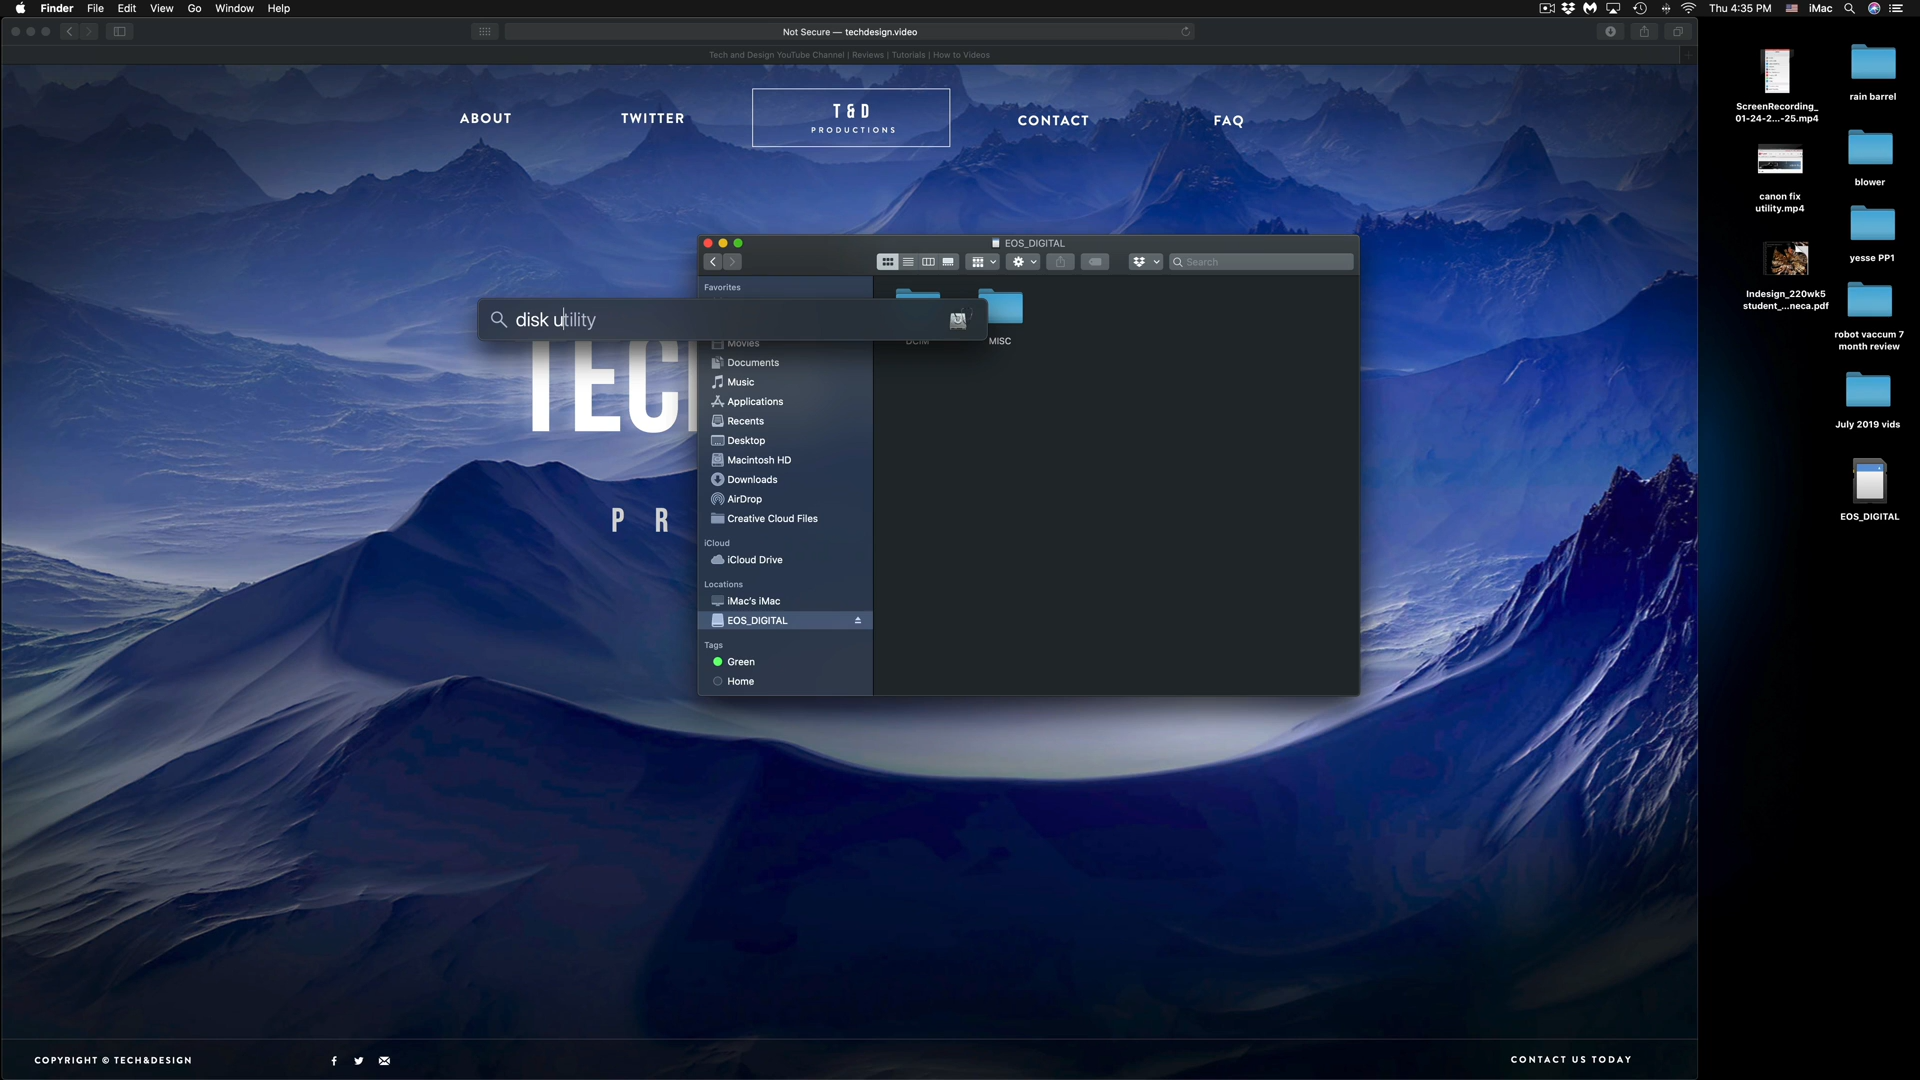 Finder File Edit View Go Window Help
Thu 4:35 PM iMac
Not Secure — techdesign.video
Tech and Design YouTube Channel | Reviews | Tutorials | How to Videos
ABOUT
TWITTER
T & D
PRODUCTIONS
CONTACT
FAQ
EOS_DIGITAL
Search
Favorites
disk utility
Movies
Documents
Music
Applications
Recents
Desktop
Macintosh HD
Downloads
AirDrop
Creative Cloud Files
iCloud
iCloud Drive
Locations
iMac's iMac
EOS_DIGITAL
Tags
Green
Home
DCIM
MISC
TEC
P R
ScreenRecording_
01-24-2...-25.mp4
rain barrel
canon fix
utility.mp4
blower
yesse PP1
Indesign_220wk5
student_...neca.pdf
robot vaccum 7
month review
July 2019 vids
EOS_DIGITAL
COPYRIGHT © TECH&DESIGN
CONTACT US TODAY